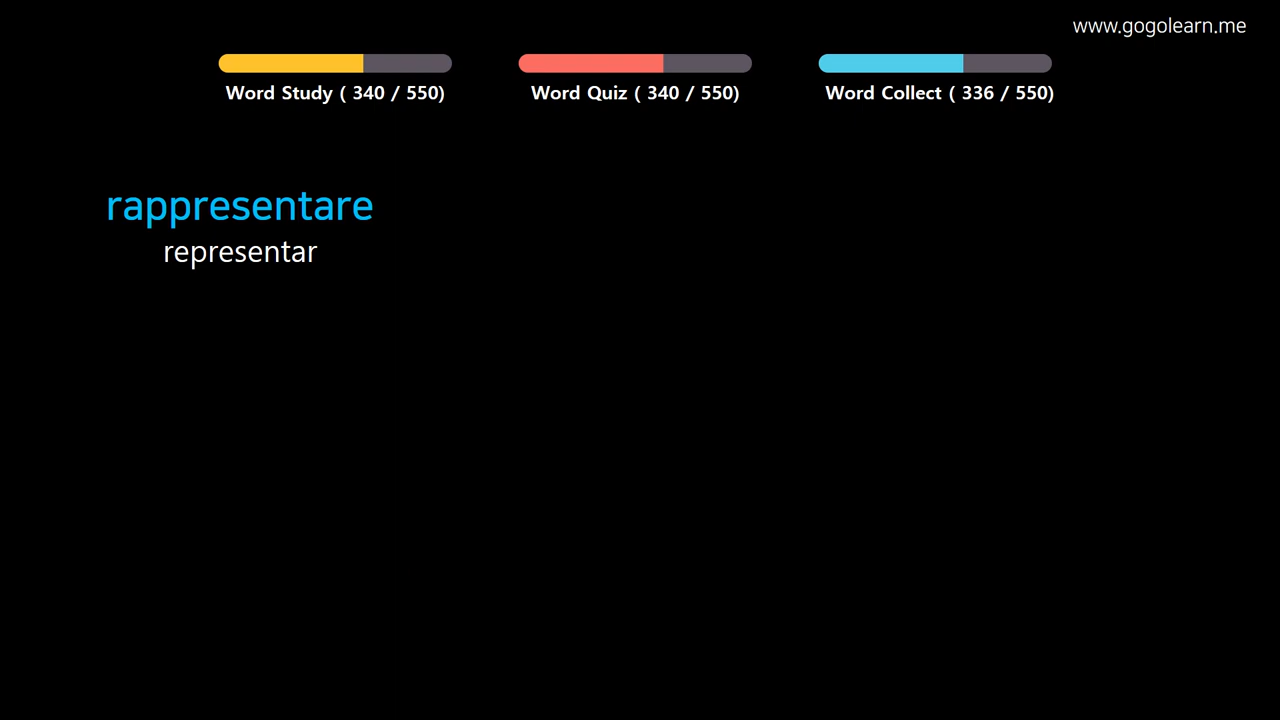 www.gogolearn.me
Word Study ( 340 / 550)
Word Quiz ( 340 / 550)
Word Collect ( 336 / 550)
rappresentare
representar